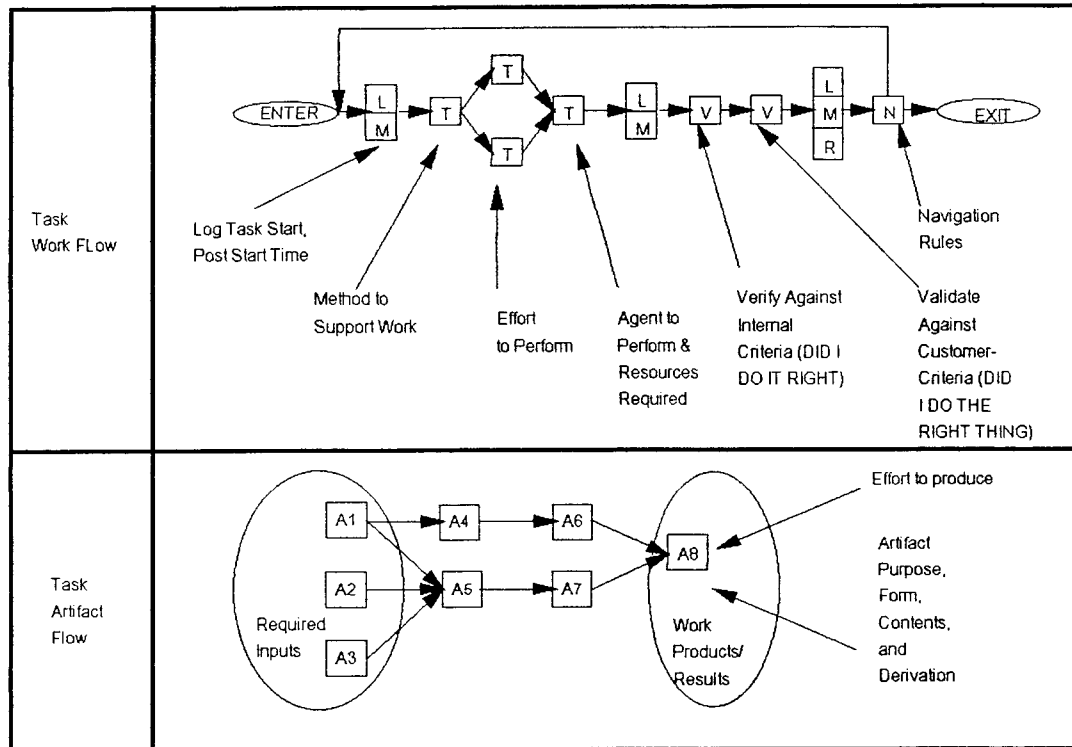 Task
Work FLow
ENTER
L
M
T
T
T
T
L
M
V
V
L
M
R
N
EXIT
Log Task Start,
Post Start Time
Method to
Support Work
Effort
to Perform
Agent to
Perform &
Resources
Required
Verify Against
Internal
Criteria (DID I
DO IT RIGHT)
Navigation
Rules
Validate
Against
Customer-
Criteria (DID
I DO THE
RIGHT THING)
Task
Artifact
Flow
A1
A2
A3
Required
Inputs
A4
A5
A6
A7
A8
Work
Products/
Results
Effort to produce
Artifact
Purpose,
Form,
Contents,
and
Derivation